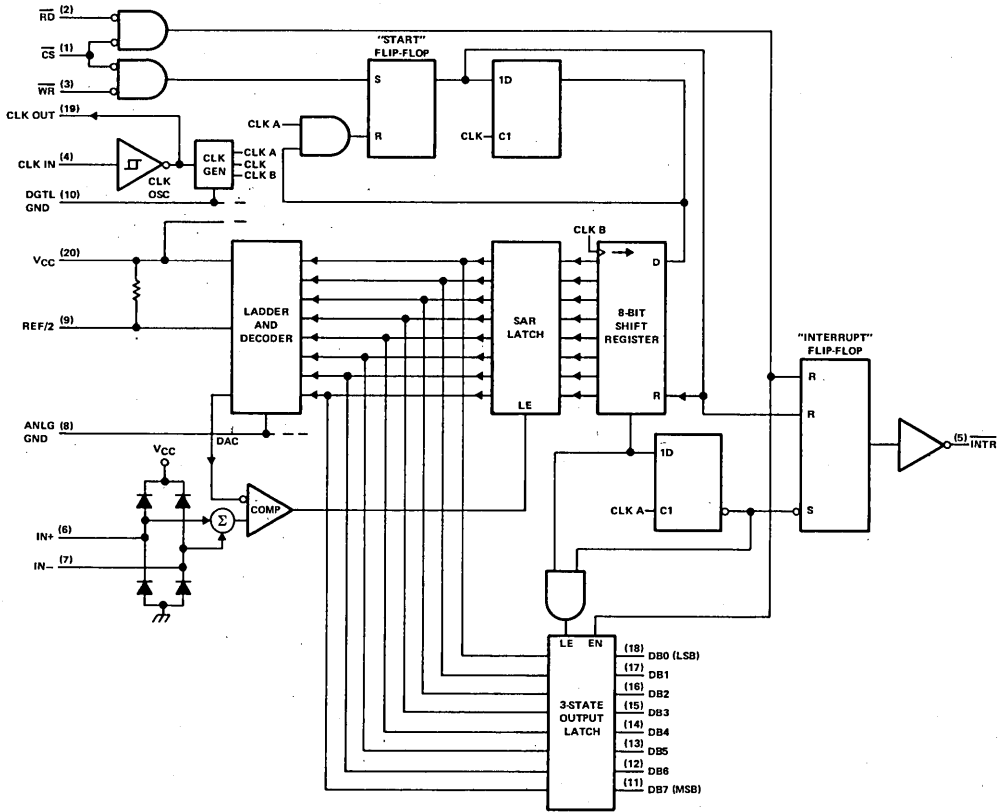 RD (2)
CS (1)
WR (3)
CLK OUT (19)
CLK IN (4)
CLK OSC
CLK GEN
CLK A
CLK
CLK B
DGTL GND (10)
"START" FLIP-FLOP
S
R
CLK A
1D
C1
CLK
VCC (20)
REF/2 (9)
LADDER AND DECODER
SAR LATCH
LE
CLK B
8-BIT SHIFT REGISTER
D
R
"INTERRUPT" FLIP-FLOP
R
R
S
(5) INTR
ANLG GND (8)
DAC
VCC
COMP
Σ
IN+ (6)
IN− (7)
1D
CLK A
C1
LE EN
3-STATE OUTPUT LATCH
(18) DB0 (LSB)
(17) DB1
(16) DB2
(15) DB3
(14) DB4
(13) DB5
(12) DB6
(11) DB7 (MSB)